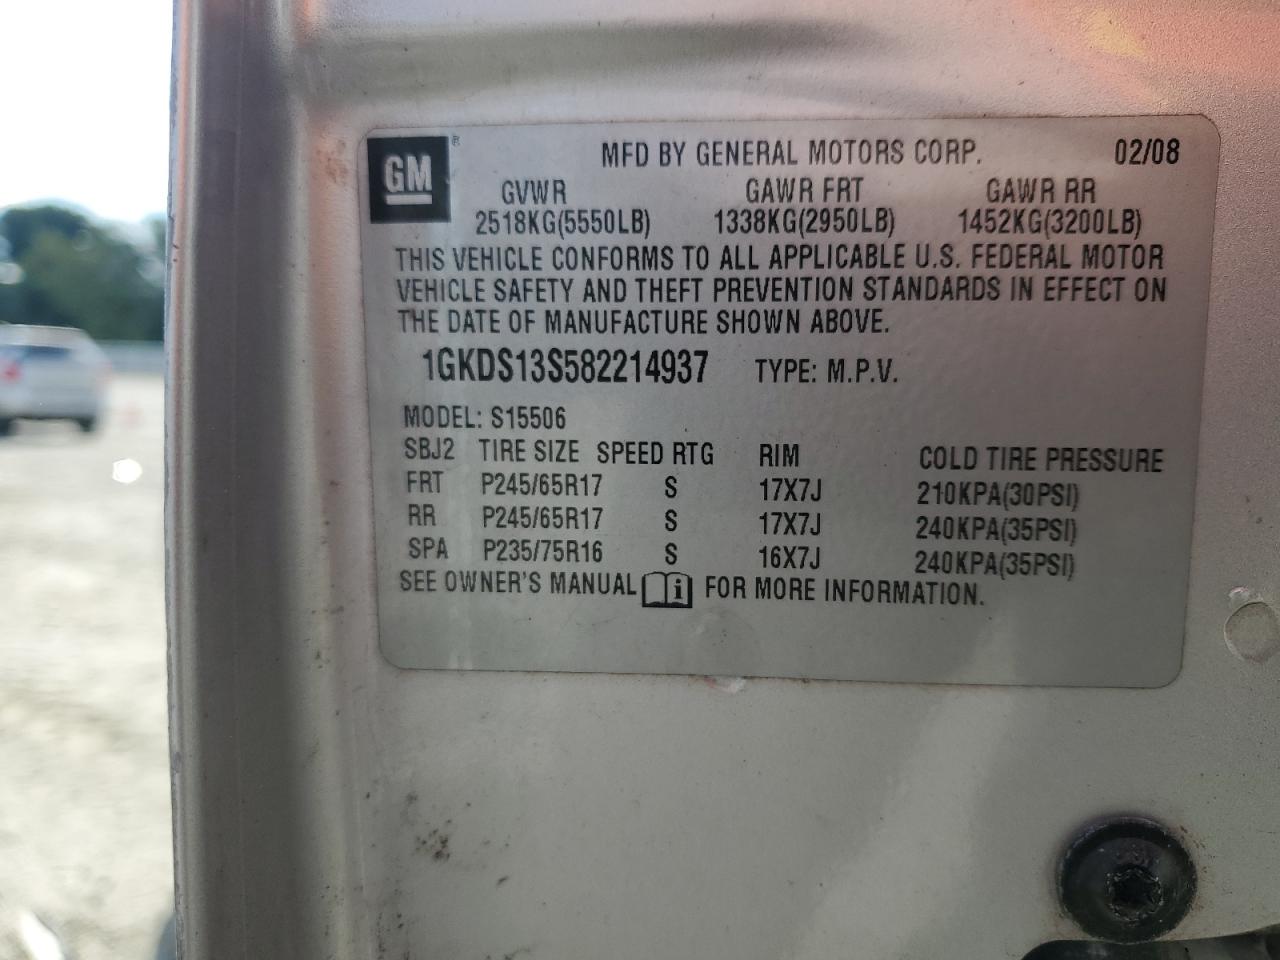 GM ® MFD BY GENERAL MOTORS CORP. 02/08
GVWR GAWR FRT GAWR RR
2518KG(5550LB) 1338KG(2950LB) 1452KG(3200LB)
THIS VEHICLE CONFORMS TO ALL APPLICABLE U.S. FEDERAL MOTOR
VEHICLE SAFETY AND THEFT PREVENTION STANDARDS IN EFFECT ON
THE DATE OF MANUFACTURE SHOWN ABOVE.
1GKDS13S582214937 TYPE: M.P.V.
MODEL: S15506
SBJ2 TIRE SIZE SPEED RTG RIM COLD TIRE PRESSURE
FRT P245/65R17 S 17X7J 210KPA(30PSI)
RR P245/65R17 S 17X7J 240KPA(35PSI)
SPA P235/75R16 S 16X7J 240KPA(35PSI)
SEE OWNER'S MANUAL i FOR MORE INFORMATION.